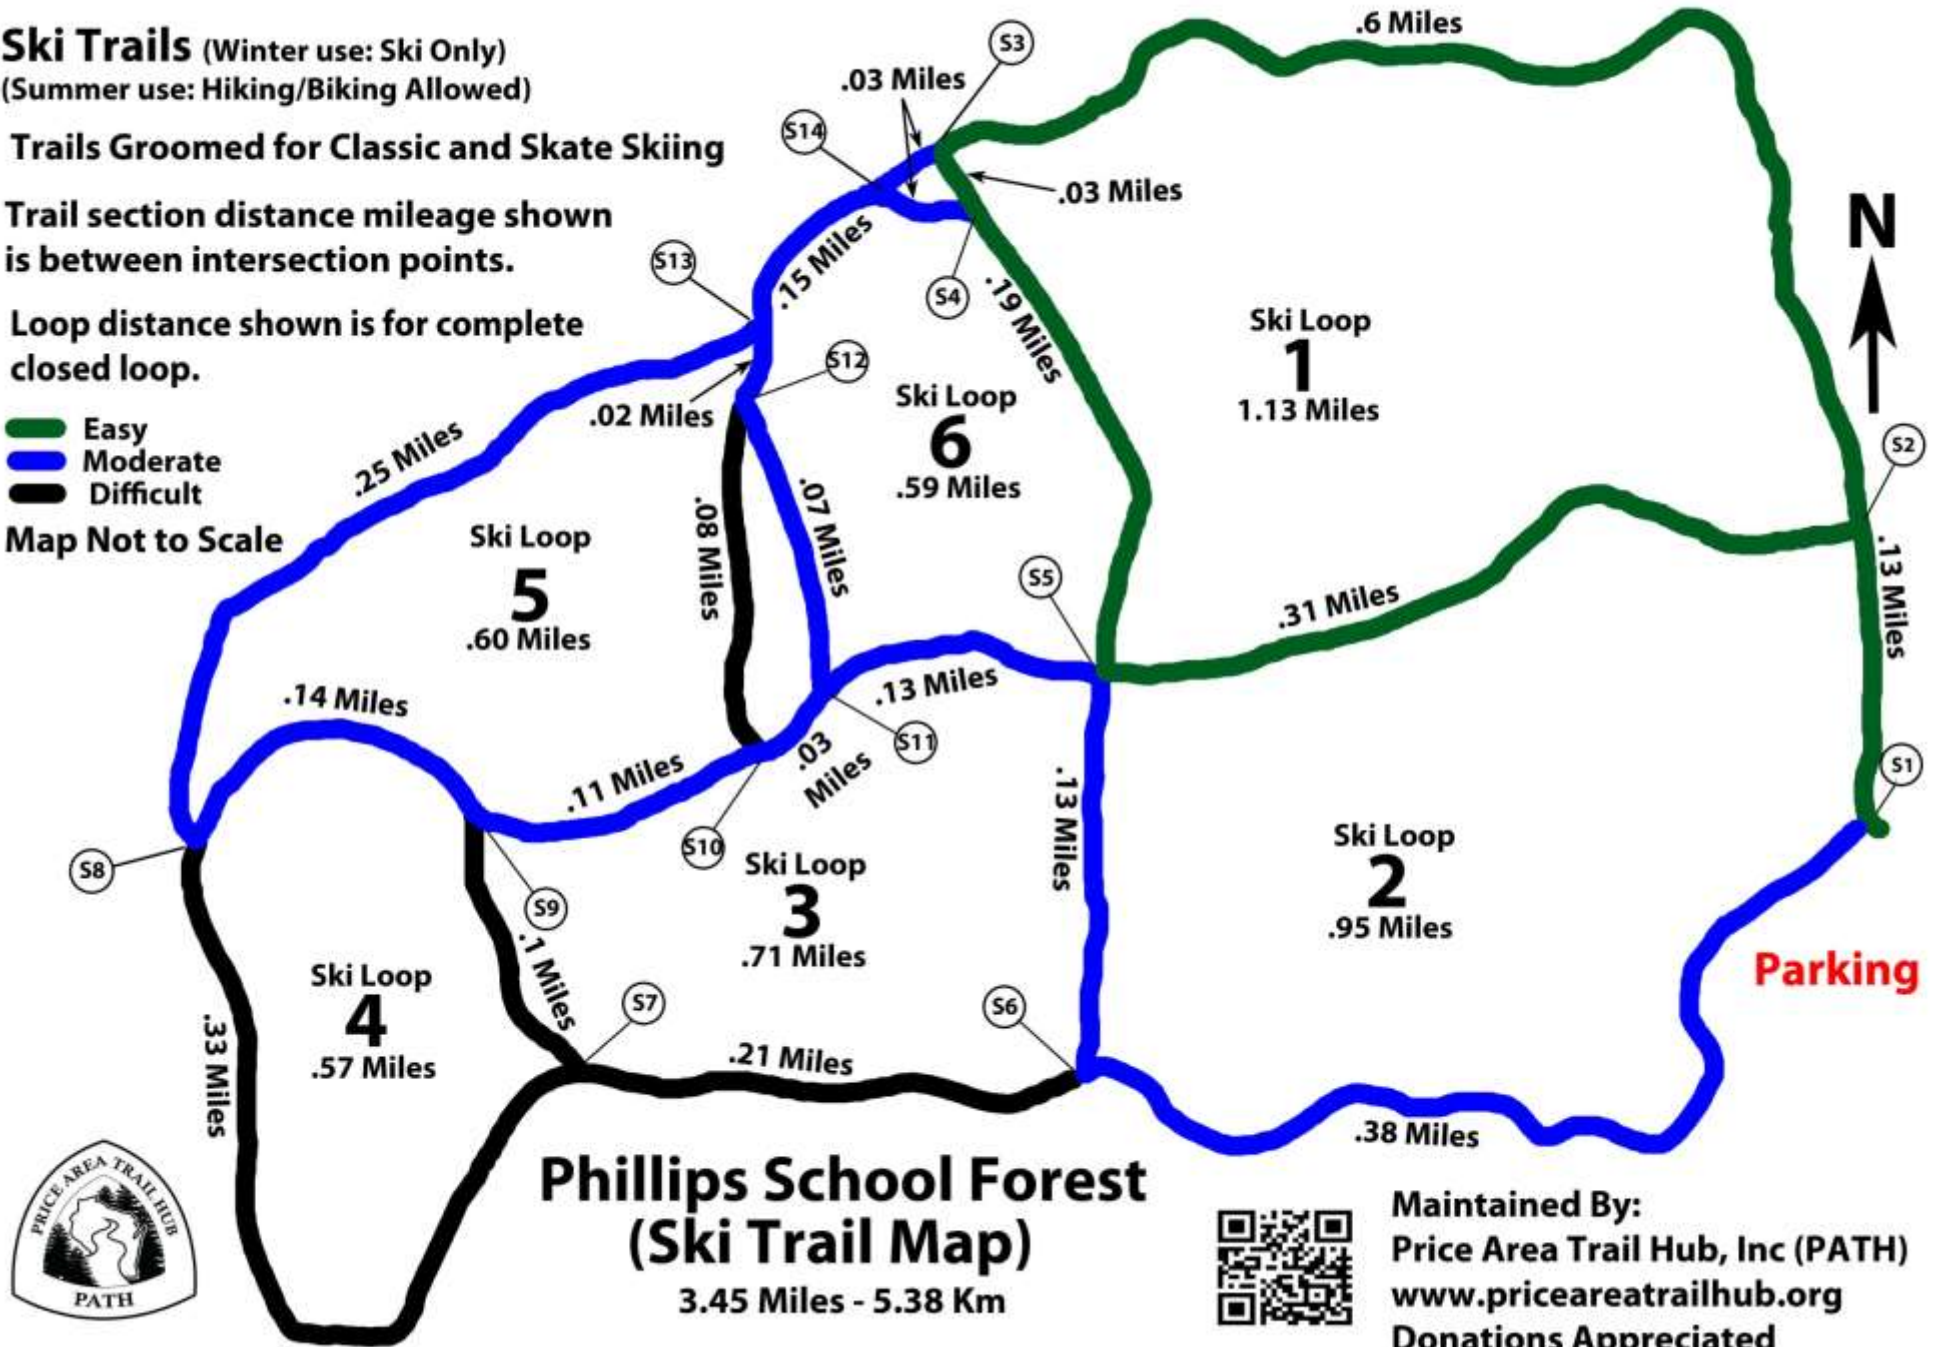 Ski Trails (Winter use: Ski Only)
(Summer use: Hiking/Biking Allowed)
Trails Groomed for Classic and Skate Skiing
Trail section distance mileage shown
is between intersection points.
Loop distance shown is for complete
closed loop.
Easy
Moderate
Difficult
Map Not to Scale
.6 Miles
S3
.03 Miles
S14
.03 Miles
N
.15 Miles
S13
S4
.19 Miles
Ski Loop
1
1.13 Miles
S12
.02 Miles
Ski Loop
6
.59 Miles
S2
.25 Miles
.08 Miles
.07 Miles
Ski Loop
5
.60 Miles
S5
.31 Miles
.13 Miles
.14 Miles
.13 Miles
S11
.03
Miles
.11 Miles
S10
S1
.13 Miles
Ski Loop
2
.95 Miles
Ski Loop
3
.71 Miles
S8
S9
.1 Miles
Parking
Ski Loop
4
.57 Miles
S7
S6
.33 Miles
.21 Miles
.38 Miles
Phillips School Forest
(Ski Trail Map)
3.45 Miles - 5.38 Km
PRICE AREA TRAIL HUB
PATH
Maintained By:
Price Area Trail Hub, Inc (PATH)
www.priceareatrailhub.org
Donations Appreciated